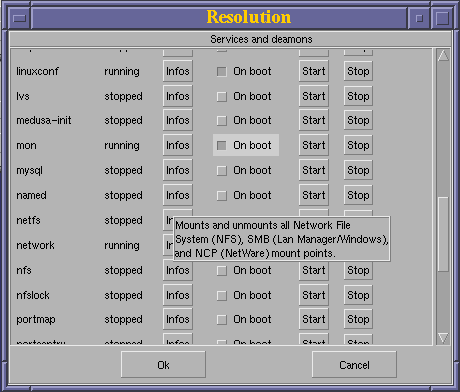 Resolution
Services and deamons
linuxconf running Infos On boot Start Stop
lvs stopped Infos On boot Start Stop
medusa-init stopped Infos On boot Start Stop
mon running Infos On boot Start Stop
mysql stopped Infos On boot Start Stop
named stopped Infos On boot Start Stop
netfs stopped On boot Start Stop
Mounts and unmounts all Network File
System (NFS), SMB (Lan Manager/Windows),
and NCP (NetWare) mount points.
network running
nfs stopped Infos On boot Start Stop
nfslock stopped Infos On boot Start Stop
portmap stopped Infos On boot Start Stop
Ok Cancel